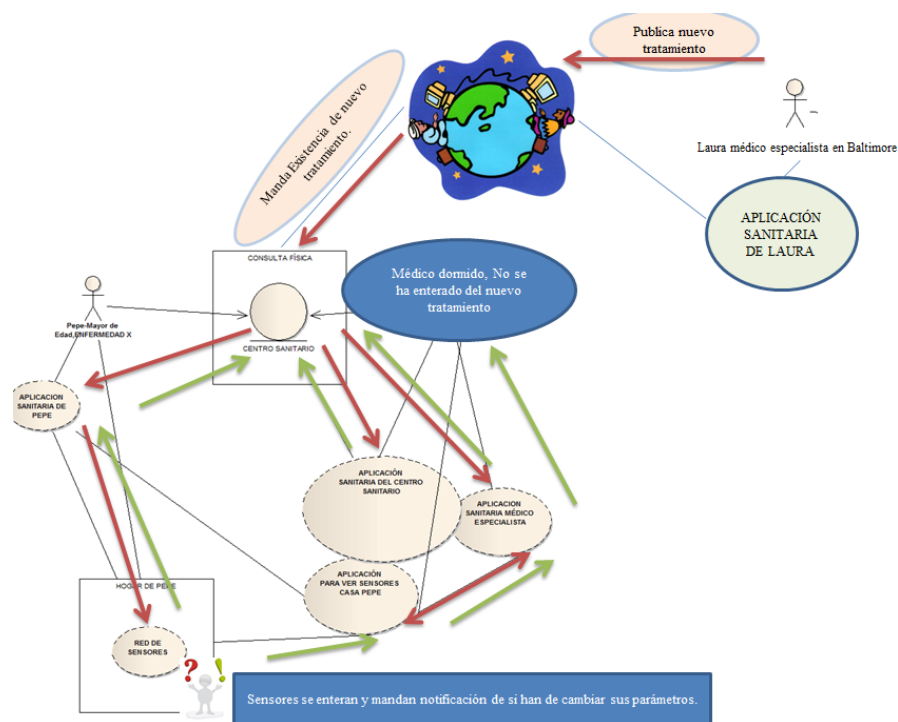 Publica nuevo
tratamiento
Manda Existencia de nuevo
tratamiento.
Laura médico especialista en Baltimore
APLICACIÓN
SANITARIA
DE LAURA
CONSULTA FÍSICA
Médico dormido, No se
ha enterado del nuevo
tratamiento
Pepe-Mayor de
Edad,ENFERMEDAD X
CENTRO SANITARIO
APLICACION
SANITARIA DE
PEPE
APLICACIÓN
SANITARIA DEL CENTRO
SANITARIO
APLICACION
SANITARIA MÉDICO
ESPECIALISTA
APLICACIÓN
PARA VER SENSORES
CASA PEPE
HOGAR DE PEPE
RED DE
SENSORES
? !
Sensores se enteran y mandan notificación de si han de cambiar sus parámetros.